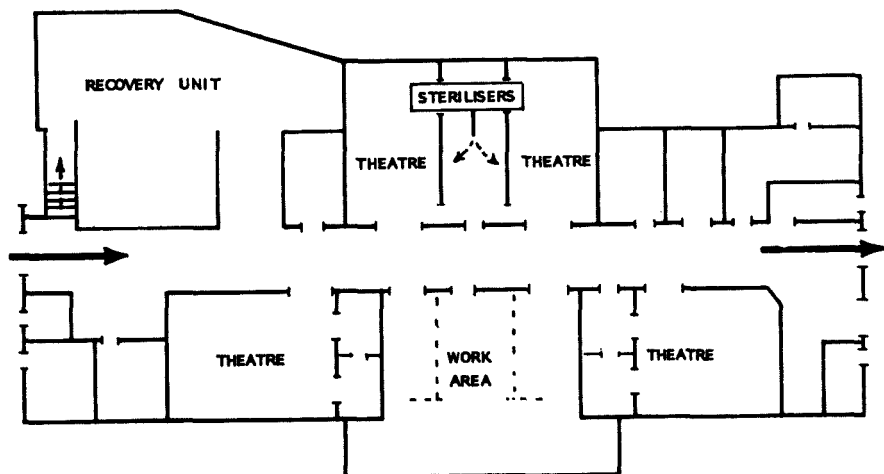 RECOVERY UNIT
STERILISERS
THEATRE
THEATRE
THEATRE
WORK
AREA
THEATRE